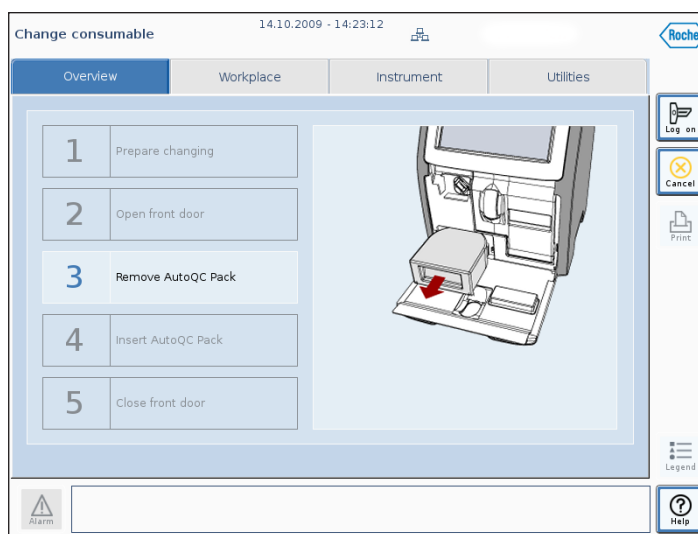 Change consumable
14.10.2009 - 14:23:12
Roche
Overview
Workplace
Instrument
Utilities
1 Prepare changing
2 Open front door
3 Remove AutoQC Pack
4 Insert AutoQC Pack
5 Close front door
Log on
Cancel
Print
Legend
Alarm
Help